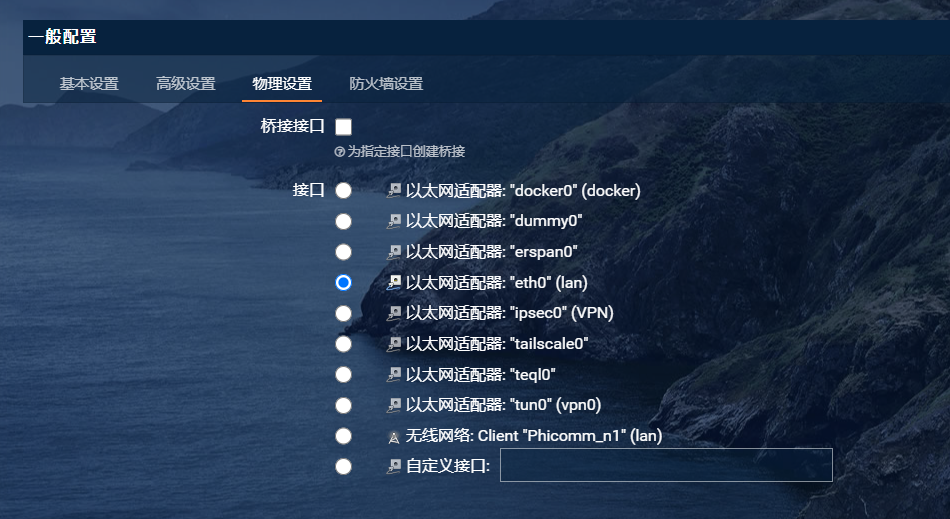 一般配置
基本设置 高级设置 物理设置 防火墙设置
桥接接口
为指定接口创建桥接
接口 以太网适配器: "docker0" (docker)
以太网适配器: "dummy0"
以太网适配器: "erspan0"
以太网适配器: "eth0" (lan)
以太网适配器: "ipsec0" (VPN)
以太网适配器: "tailscale0"
以太网适配器: "teql0"
以太网适配器: "tun0" (vpn0)
无线网络: Client "Phicomm_n1" (lan)
自定义接口: